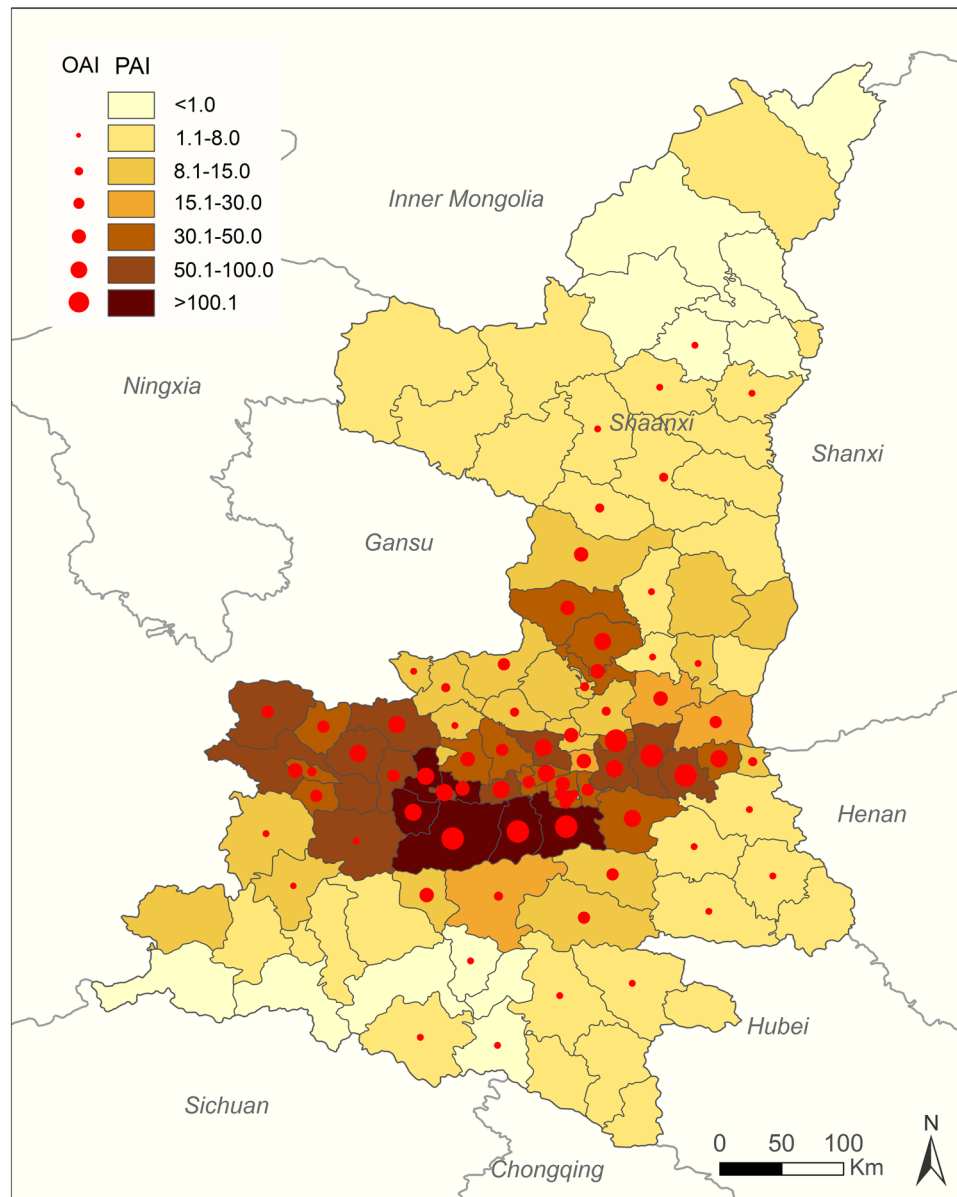 OAI PAI
<1.0
1.1-8.0
8.1-15.0
15.1-30.0
30.1-50.0
50.1-100.0
>100.1
Inner Mongolia
Ningxia
Shaanxi
Shanxi
Gansu
Henan
Hubei
Sichuan
Chongqing
N
0 50 100
Km